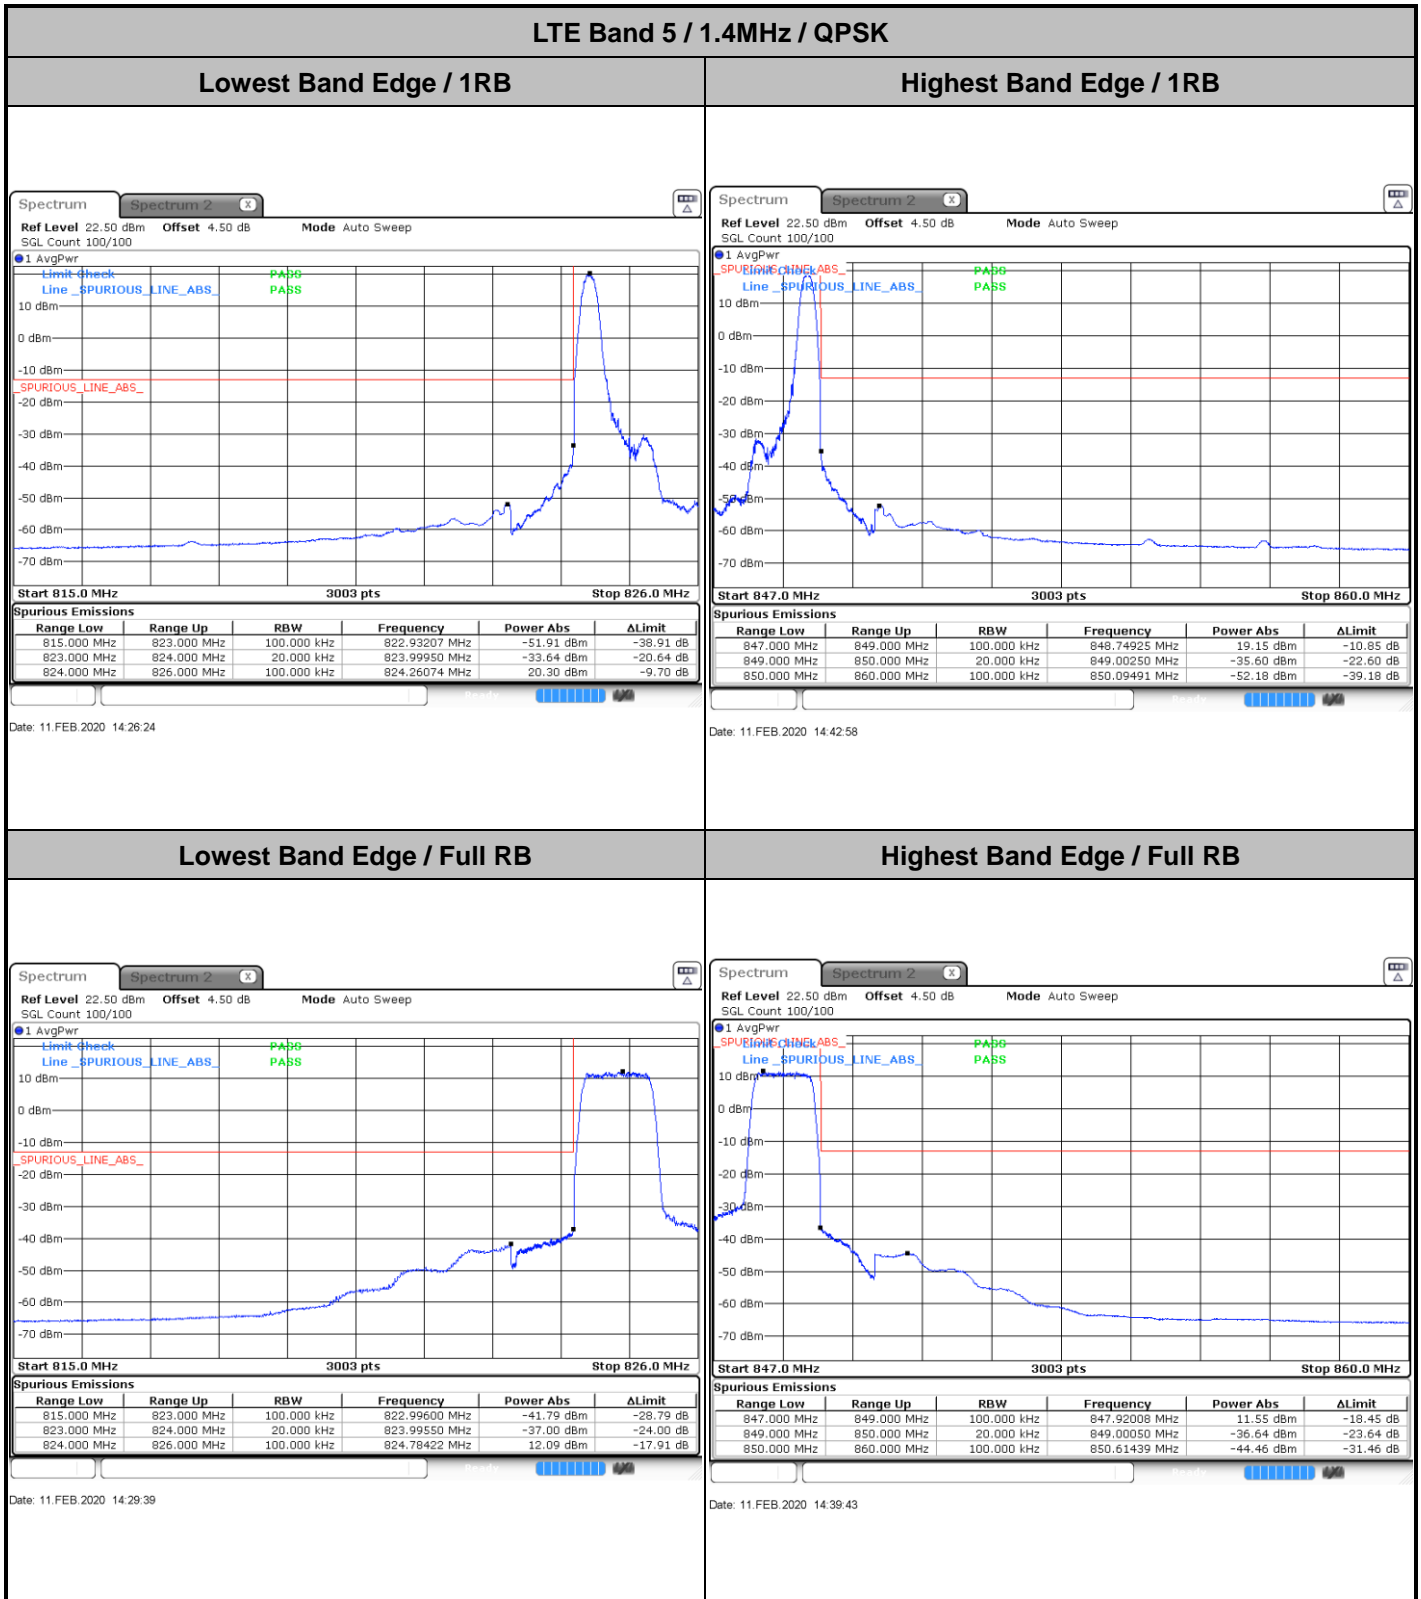 LTE Band 5 / 1.4MHz / QPSK
Lowest Band Edge / 1RB
Highest Band Edge / 1RB
Spectrum
Spectrum 2
X
Ref Level 22.50 dBm Offset 4.50 dB Mode Auto Sweep
SGL Count 100/100
1 AvgPwr
Limit Check PASS
Line _SPURIOUS_LINE_ABS_ PASS
10 dBm
0 dBm
-10 dBm
_SPURIOUS_LINE_ABS_
-20 dBm
-30 dBm
-40 dBm
-50 dBm
-60 dBm
-70 dBm
Start 815.0 MHz 3003 pts Stop 826.0 MHz
Spurious Emissions
Range Low Range Up RBW Frequency Power Abs ΔLimit
815.000 MHz 823.000 MHz 100.000 kHz 822.93207 MHz -51.91 dBm -38.91 dB
823.000 MHz 824.000 MHz 20.000 kHz 823.99950 MHz -33.64 dBm -20.64 dB
824.000 MHz 826.000 MHz 100.000 kHz 824.26074 MHz 20.30 dBm -9.70 dB
Ready
Date: 11.FEB.2020 14:26:24
Spectrum
Spectrum 2
X
Ref Level 22.50 dBm Offset 4.50 dB Mode Auto Sweep
SGL Count 100/100
1 AvgPwr
_SPURIOUS_LINE_ABS_
Limit Check PASS
Line _SPURIOUS_LINE_ABS_ PASS
10 dBm
0 dBm
-10 dBm
-20 dBm
-30 dBm
-40 dBm
-50 dBm
-60 dBm
-70 dBm
Start 847.0 MHz 3003 pts Stop 860.0 MHz
Spurious Emissions
Range Low Range Up RBW Frequency Power Abs ΔLimit
847.000 MHz 849.000 MHz 100.000 kHz 848.74925 MHz 19.15 dBm -10.85 dB
849.000 MHz 850.000 MHz 20.000 kHz 849.00250 MHz -35.60 dBm -22.60 dB
850.000 MHz 860.000 MHz 100.000 kHz 850.09491 MHz -52.18 dBm -39.18 dB
Ready
Date: 11.FEB.2020 14:42:58
Lowest Band Edge / Full RB
Highest Band Edge / Full RB
Spectrum
Spectrum 2
X
Ref Level 22.50 dBm Offset 4.50 dB Mode Auto Sweep
SGL Count 100/100
1 AvgPwr
Limit Check PASS
Line _SPURIOUS_LINE_ABS_ PASS
10 dBm
0 dBm
-10 dBm
_SPURIOUS_LINE_ABS_
-20 dBm
-30 dBm
-40 dBm
-50 dBm
-60 dBm
-70 dBm
Start 815.0 MHz 3003 pts Stop 826.0 MHz
Spurious Emissions
Range Low Range Up RBW Frequency Power Abs ΔLimit
815.000 MHz 823.000 MHz 100.000 kHz 822.99600 MHz -41.79 dBm -28.79 dB
823.000 MHz 824.000 MHz 20.000 kHz 823.99550 MHz -37.00 dBm -24.00 dB
824.000 MHz 826.000 MHz 100.000 kHz 824.78422 MHz 12.09 dBm -17.91 dB
Ready
Date: 11.FEB.2020 14:29:39
Spectrum
Spectrum 2
X
Ref Level 22.50 dBm Offset 4.50 dB Mode Auto Sweep
SGL Count 100/100
1 AvgPwr
_SPURIOUS_LINE_ABS_
Limit Check PASS
Line _SPURIOUS_LINE_ABS_ PASS
10 dBm
0 dBm
-10 dBm
-20 dBm
-30 dBm
-40 dBm
-50 dBm
-60 dBm
-70 dBm
Start 847.0 MHz 3003 pts Stop 860.0 MHz
Spurious Emissions
Range Low Range Up RBW Frequency Power Abs ΔLimit
847.000 MHz 849.000 MHz 100.000 kHz 847.92008 MHz 11.55 dBm -18.45 dB
849.000 MHz 850.000 MHz 20.000 kHz 849.00050 MHz -36.64 dBm -23.64 dB
850.000 MHz 860.000 MHz 100.000 kHz 850.61439 MHz -44.46 dBm -31.46 dB
Ready
Date: 11.FEB.2020 14:39:43